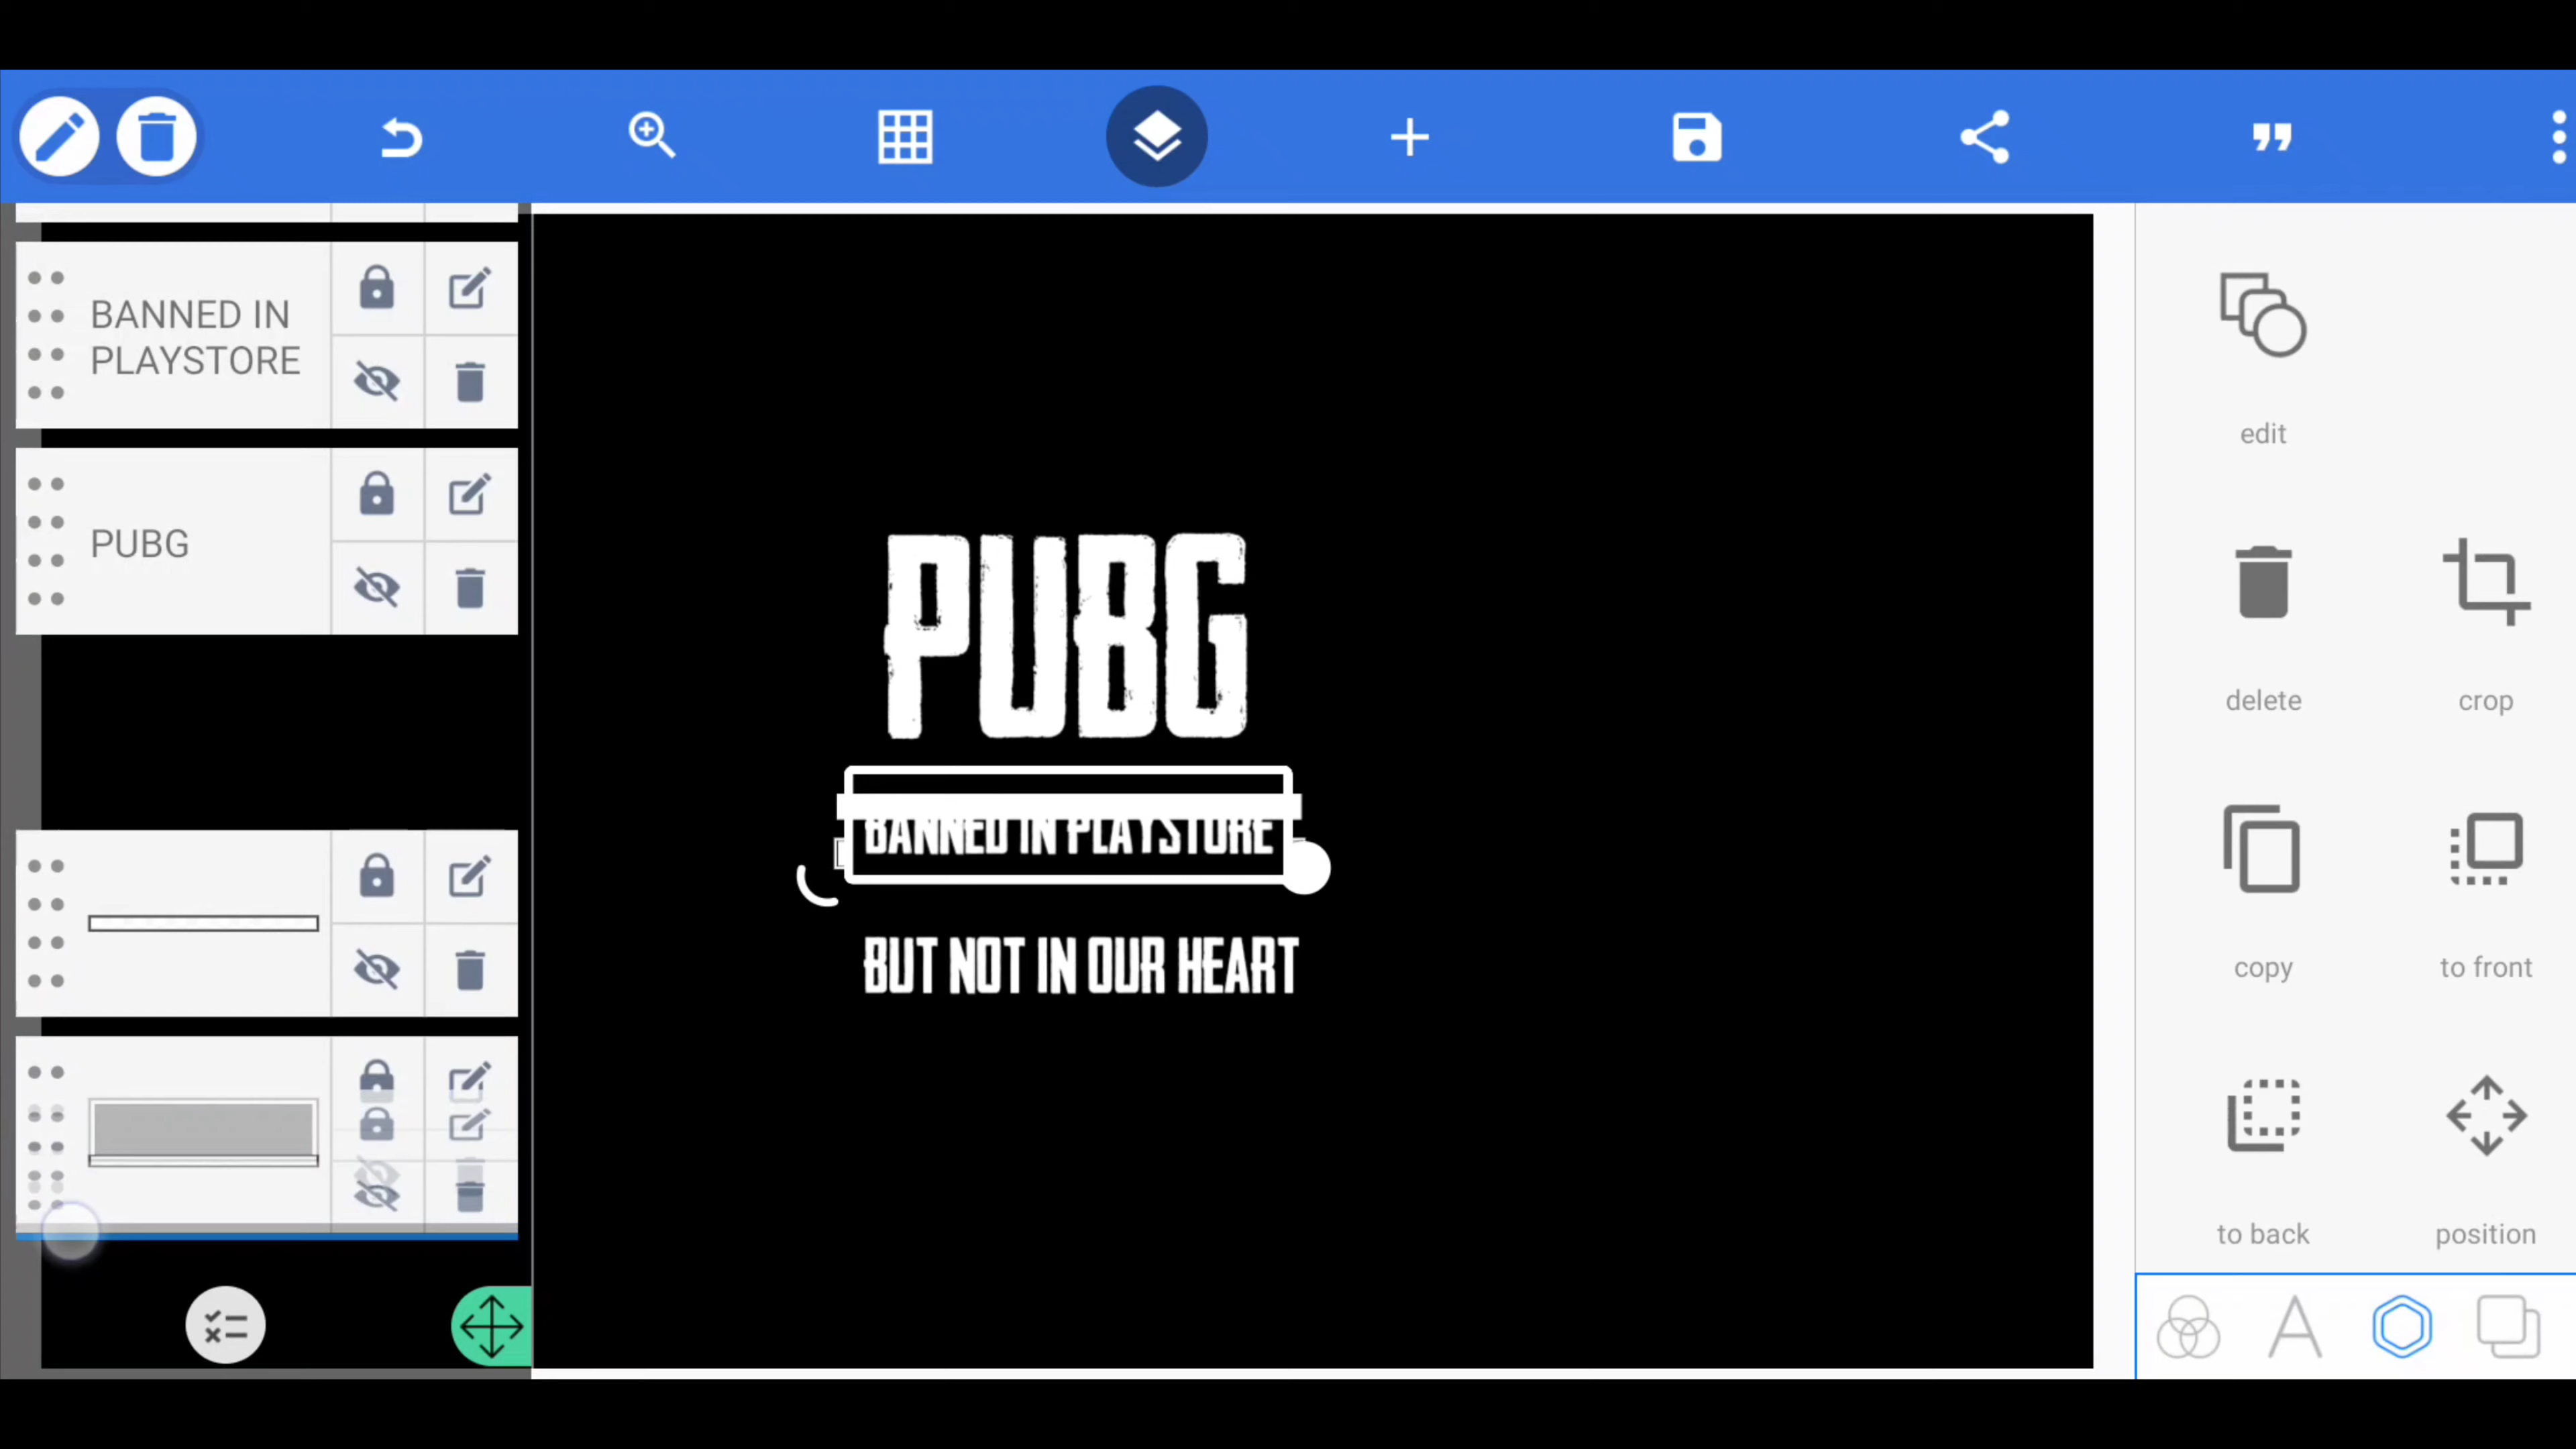 BANNED IN
PLAYSTORE
PUBG
PUBG
BANNED IN PLAYSTORE
BUT NOT IN OUR HEART
edit
delete
crop
copy
to front
to back
position